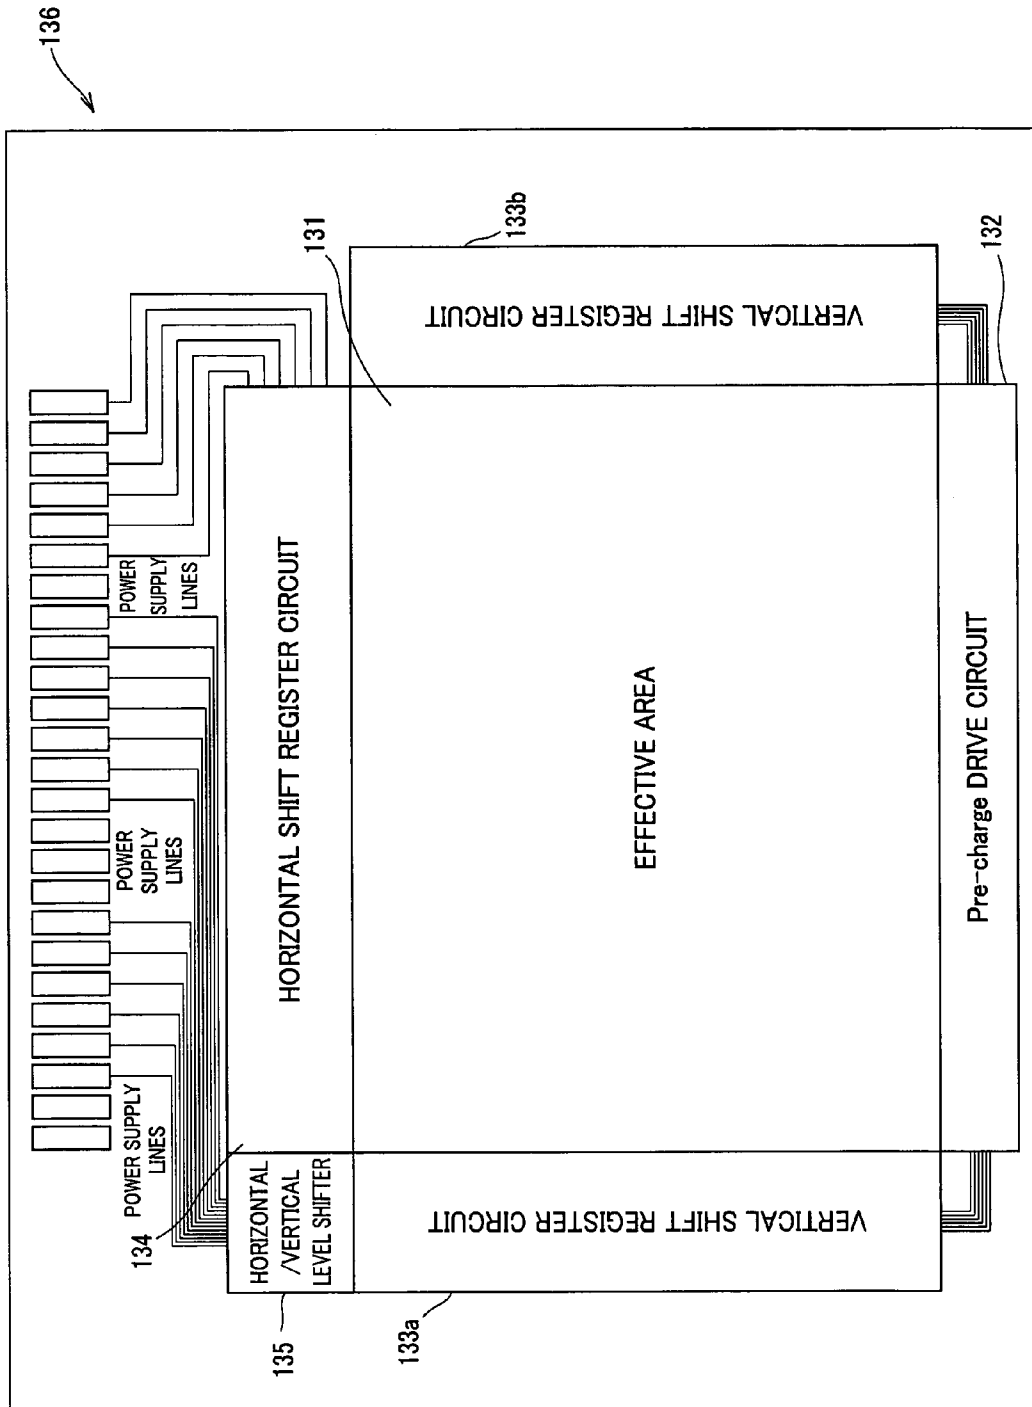 136
POWER SUPPLY
LINES
POWER
SUPPLY
LINES
POWER
SUPPLY
LINES
131
133b
134
135
HORIZONTAL
/VERTICAL
LEVEL SHIFTER
HORIZONTAL SHIFT REGISTER CIRCUIT
VERTICAL SHIFT REGISTER CIRCUIT
EFFECTIVE AREA
VERTICAL SHIFT REGISTER CIRCUIT
133a
Pre-charge DRIVE CIRCUIT
132